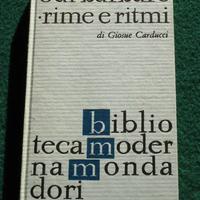 ·rime e ritmi
di Giosue Carducci
biblio
teca moder
na monda
dori